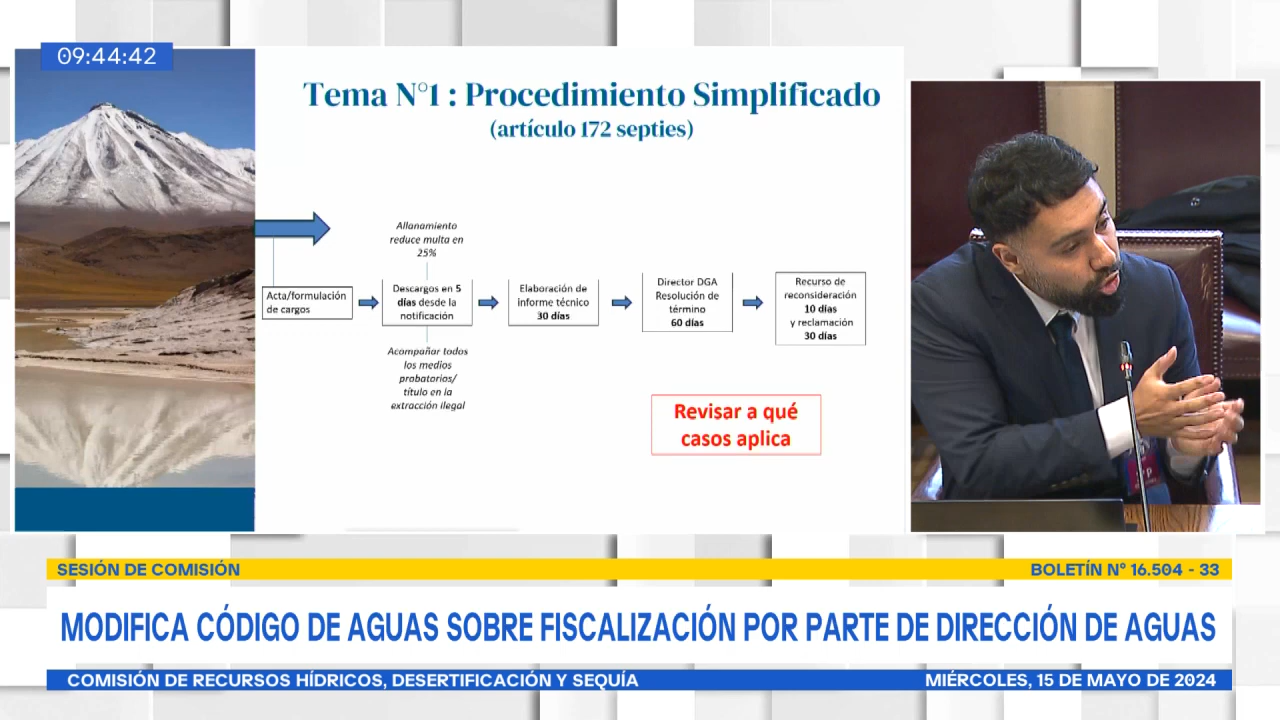 09:44:42
Tema N°1 : Procedimiento Simplificado
(artículo 172 septies)
Allanamiento
reduce multa en
25%
Acta/formulación
de cargos
Descargos en 5
días desde la
notificación
Elaboración de
informe técnico
30 días
Director DGA
Resolución de
término
60 días
Recurso de
reconsideración
10 días
y reclamación
30 días
Acompañar todos
los medios
probatorios/
título en la
extracción ilegal
Revisar a qué
casos aplica
SESIÓN DE COMISIÓN
BOLETÍN Nº 16.504 - 33
MODIFICA CÓDIGO DE AGUAS SOBRE FISCALIZACIÓN POR PARTE DE DIRECCIÓN DE AGUAS
COMISIÓN DE RECURSOS HÍDRICOS, DESERTIFICACIÓN Y SEQUÍA
MIÉRCOLES, 15 DE MAYO DE 2024